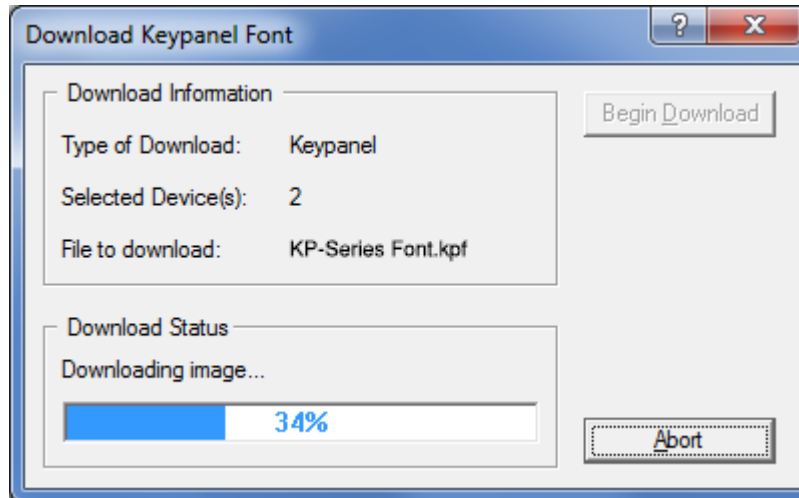 Download Keypanel Font
Download Information
Type of Download: Keypanel
Selected Device(s): 2
File to download: KP-Series Font.kpf
Begin Download
Download Status
Downloading image...
34%
Abort